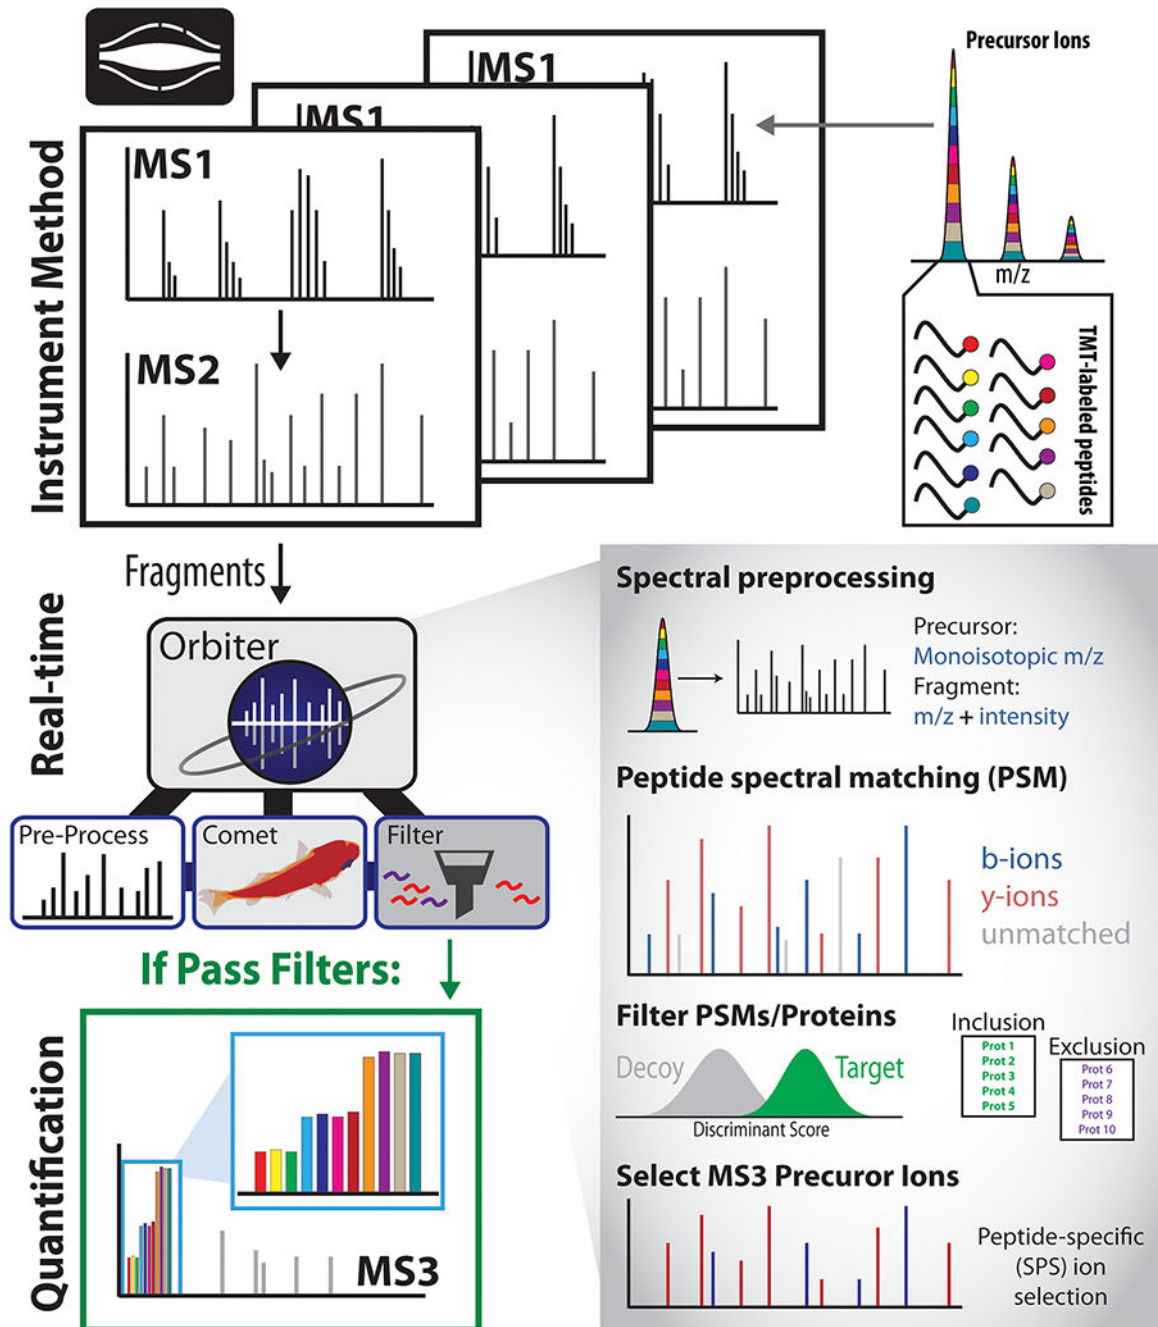 Precursor Ions
MS1
MS1
MS1
MS2
m/z
TMT-labeled peptides
Instrument Method
Fragments
Real-time
Orbiter
Pre-Process
Comet
Filter
If Pass Filters:
Quantification
MS3
Spectral preprocessing
Precursor:
Monoisotopic m/z
Fragment:
m/z + intensity
Peptide spectral matching (PSM)
b-ions
y-ions
unmatched
Filter PSMs/Proteins
Decoy
Target
Discriminant Score
Inclusion
Prot 1
Prot 2
Prot 3
Prot 4
Prot 5
Exclusion
Prot 6
Prot 7
Prot 8
Prot 9
Prot 10
Select MS3 Precuror Ions
Peptide-specific
(SPS) ion
selection